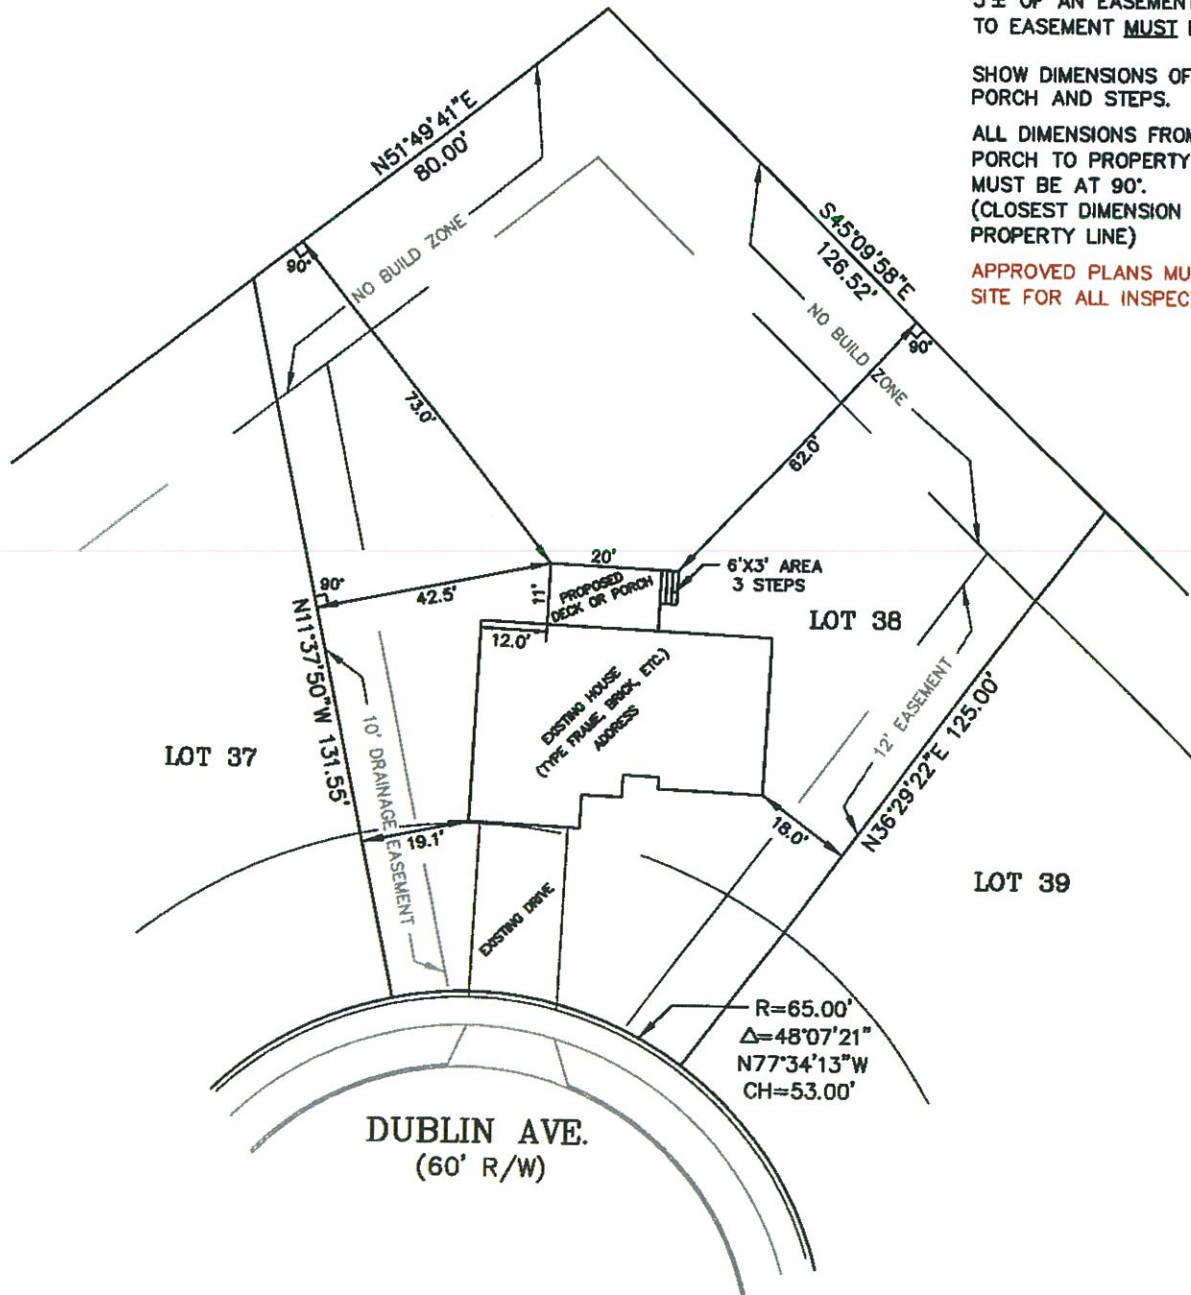 5'± OF AN EASEMENT
TO EASEMENT MUST
SHOW DIMENSIONS OF
PORCH AND STEPS.
ALL DIMENSIONS FROM
PORCH TO PROPERTY
MUST BE AT 90°.
(CLOSEST DIMENSION
PROPERTY LINE)
APPROVED PLANS MU
SITE FOR ALL INSPEC
N51°49'41"E
80.00'
NO BUILD ZONE
90°
S45°09'58"E
126.52'
NO BUILD ZONE
90°
73.0'
62.0'
20'
11'
PROPOSED
DECK OR PORCH
6'X3' AREA
3 STEPS
90°
42.5'
12.0'
LOT 38
N11°37'50"W 131.55'
EXISTING HOUSE
(TYPE FRAME, BRICK, ETC.)
ADDRESS
LOT 37
10' DRAINAGE EASEMENT
12' EASEMENT
N36°29'22"E 125.00'
19.1'
18.0'
LOT 39
EXISTING DRIVE
R=65.00'
Δ=48°07'21"
N77°34'13"W
CH=53.00'
DUBLIN AVE.
(60' R/W)